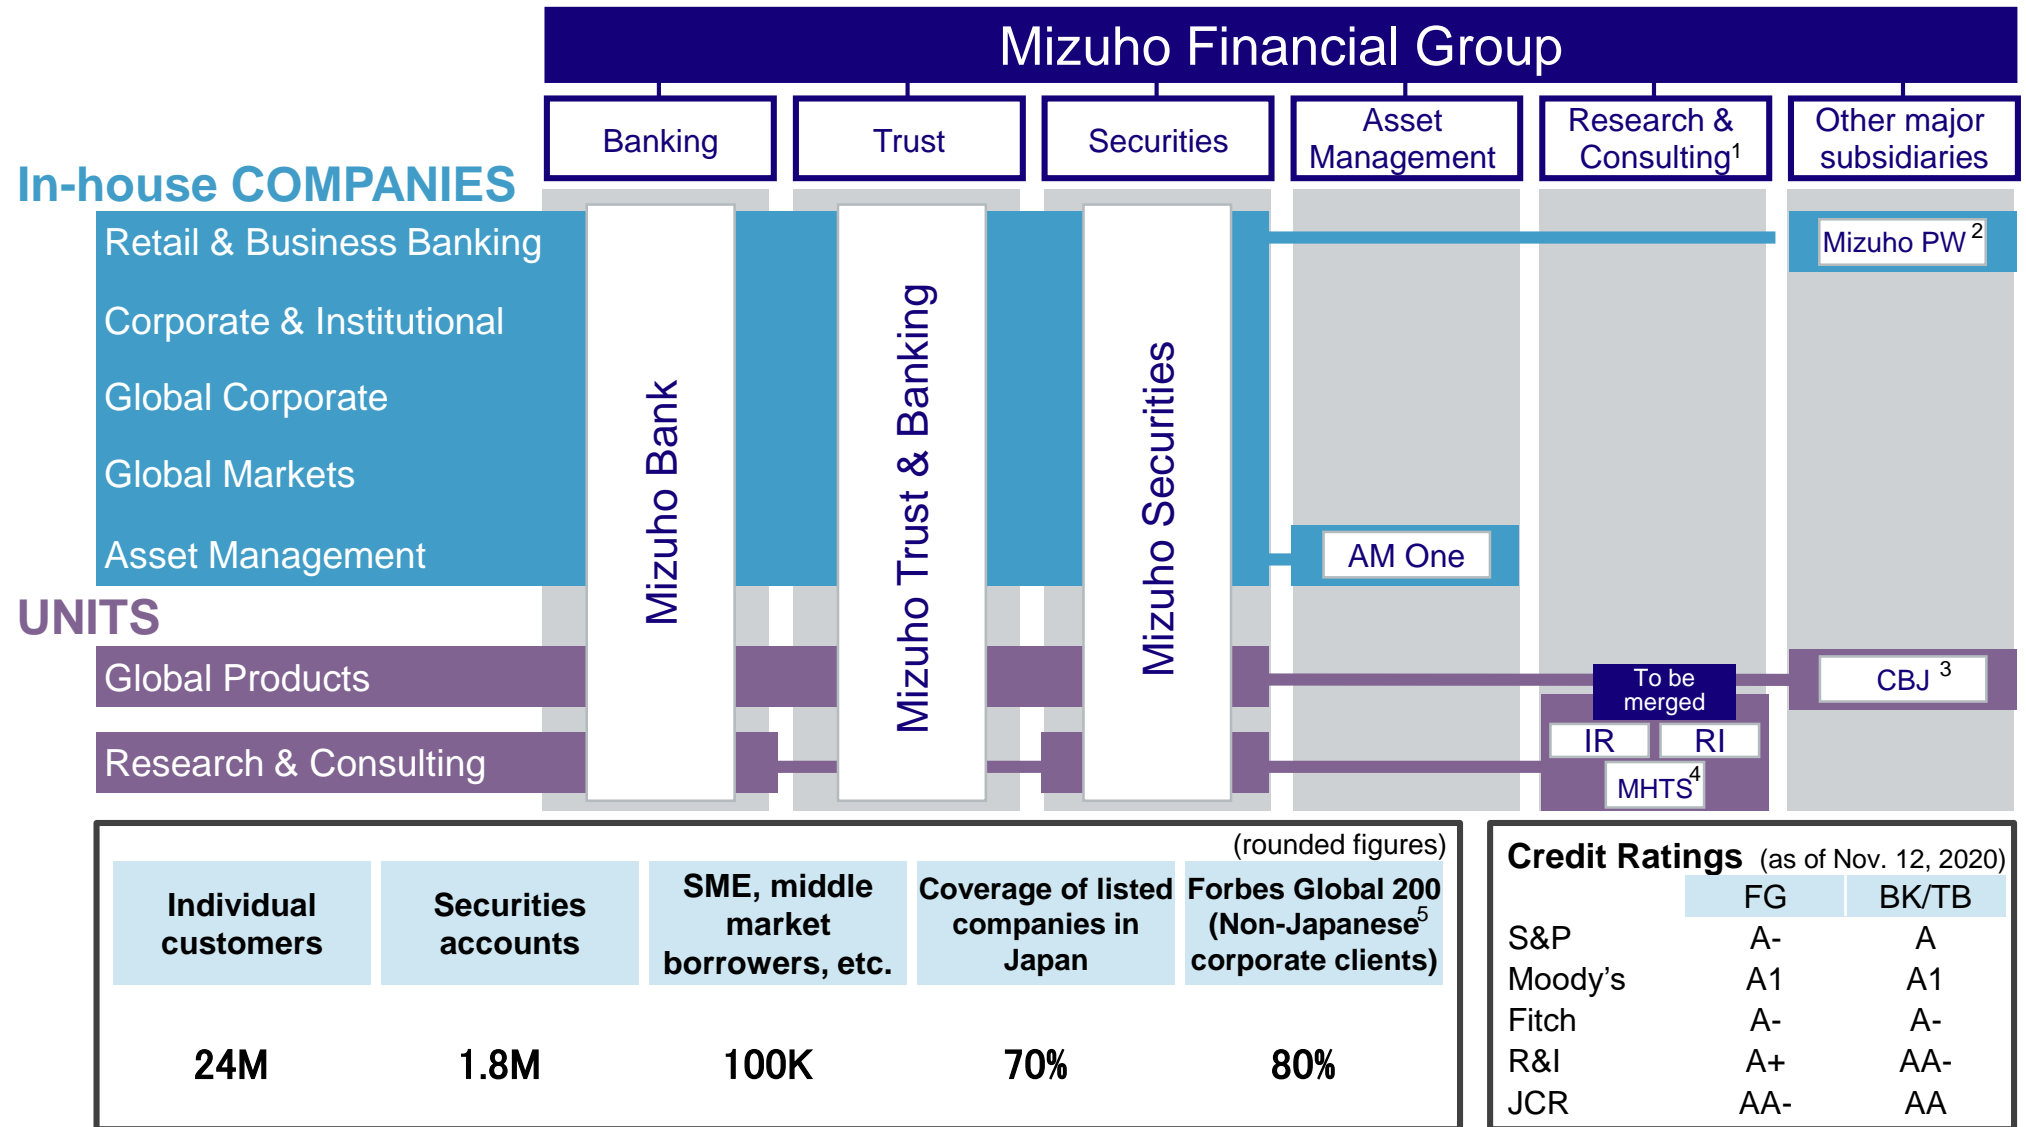 Mizuho Financial Group
Banking
Trust
Securities
Asset
Management
Research &
Consulting1
Other major
subsidiaries
In-house COMPANIES
Retail & Business Banking
Corporate & Institutional
Global Corporate
Global Markets
Asset Management
Mizuho Bank
Mizuho Trust & Banking
Mizuho Securities
Mizuho PW 2
AM One
UNITS
Global Products
Research & Consulting
To be
merged
CBJ 3
IR
RI
MHTS4
(rounded figures)
Individual
customers
Securities
accounts
SME, middle
market
borrowers, etc.
Coverage of listed
companies in
Japan
Forbes Global 200
(Non-Japanese5
corporate clients)
24M
1.8M
100K
70%
80%
Credit Ratings (as of Nov. 12, 2020)
FG BK/TB
S&P A- A
Moody's A1 A1
Fitch A- A-
R&I A+ AA-
JCR AA- AA